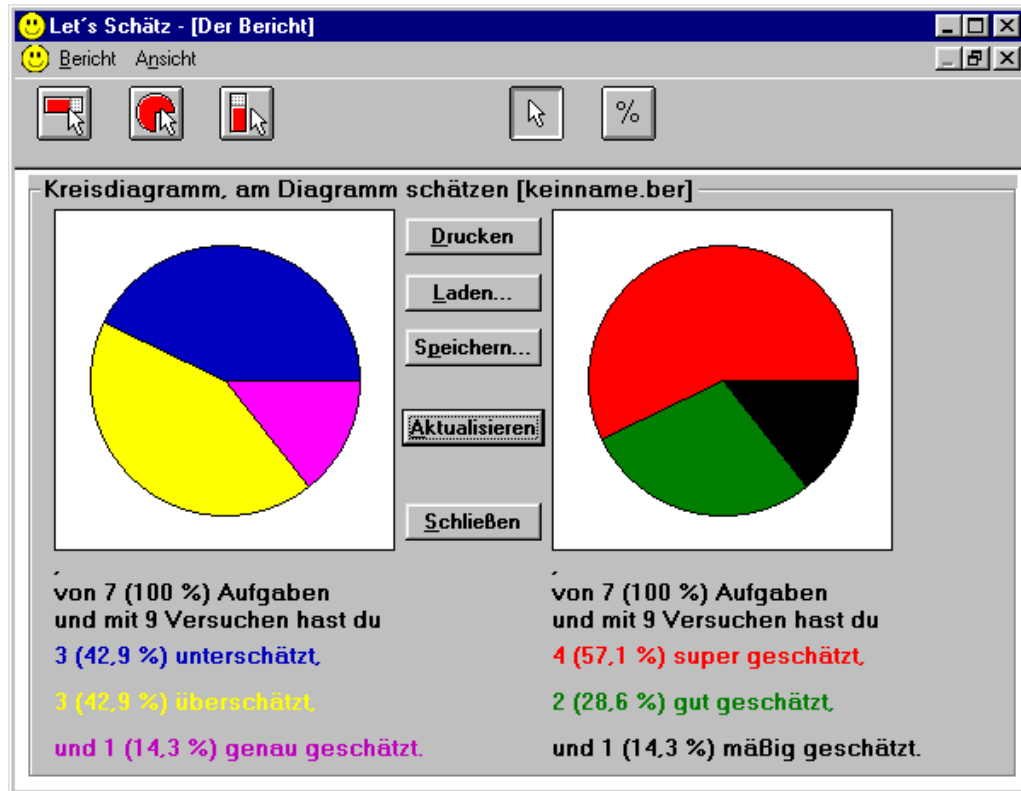 Let´s Schätz - [Der Bericht]
Bericht Ansicht
%
Kreisdiagramm, am Diagramm schätzen [keinname.ber]
Drucken
Laden...
Speichern...
Aktualisieren
Schließen
,
von 7 (100 %) Aufgaben
und mit 9 Versuchen hast du
3 (42,9 %) unterschätzt,
3 (42,9 %) überschätzt,
und 1 (14,3 %) genau geschätzt.
,
von 7 (100 %) Aufgaben
und mit 9 Versuchen hast du
4 (57,1 %) super geschätzt,
2 (28,6 %) gut geschätzt,
und 1 (14,3 %) mäßig geschätzt.